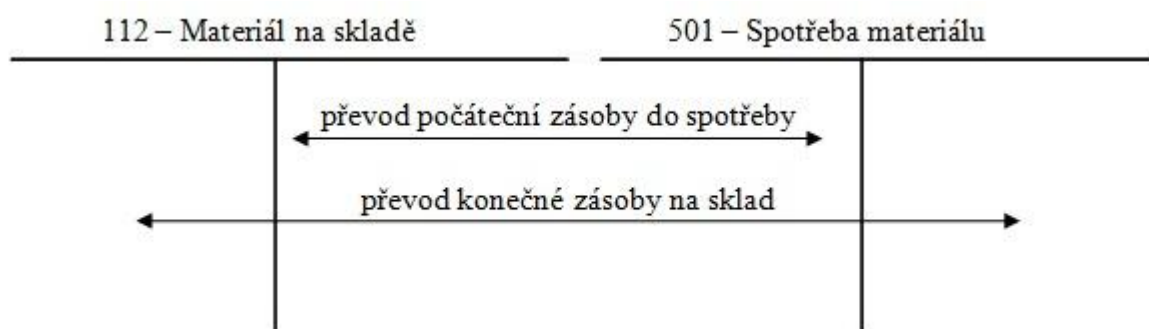 112 – Materiál na skladě
501 – Spotřeba materiálu
převod počáteční zásoby do spotřeby
převod konečné zásoby na sklad